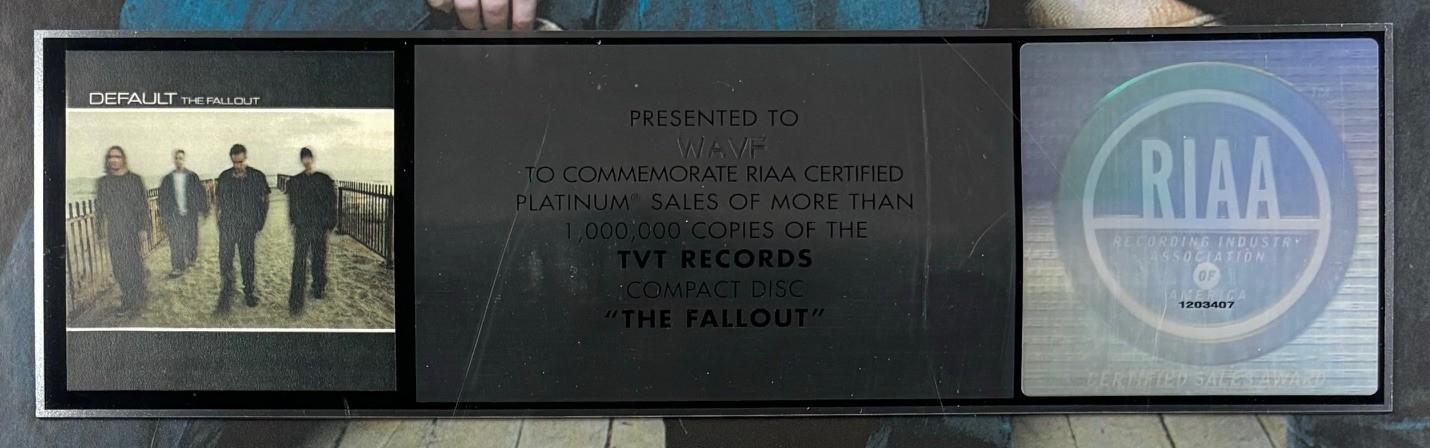 DEFAULT THE FALLOUT
PRESENTED TO
WAVF
TO COMMEMORATE RIAA CERTIFIED
PLATINUM® SALES OF MORE THAN
1,000,000 COPIES OF THE
TVT RECORDS
COMPACT DISC
“THE FALLOUT”
RIAA
RECORDING INDUSTRY
ASSOCIATION
OF
AMERICA
1203407
CERTIFIED SALES AWARD